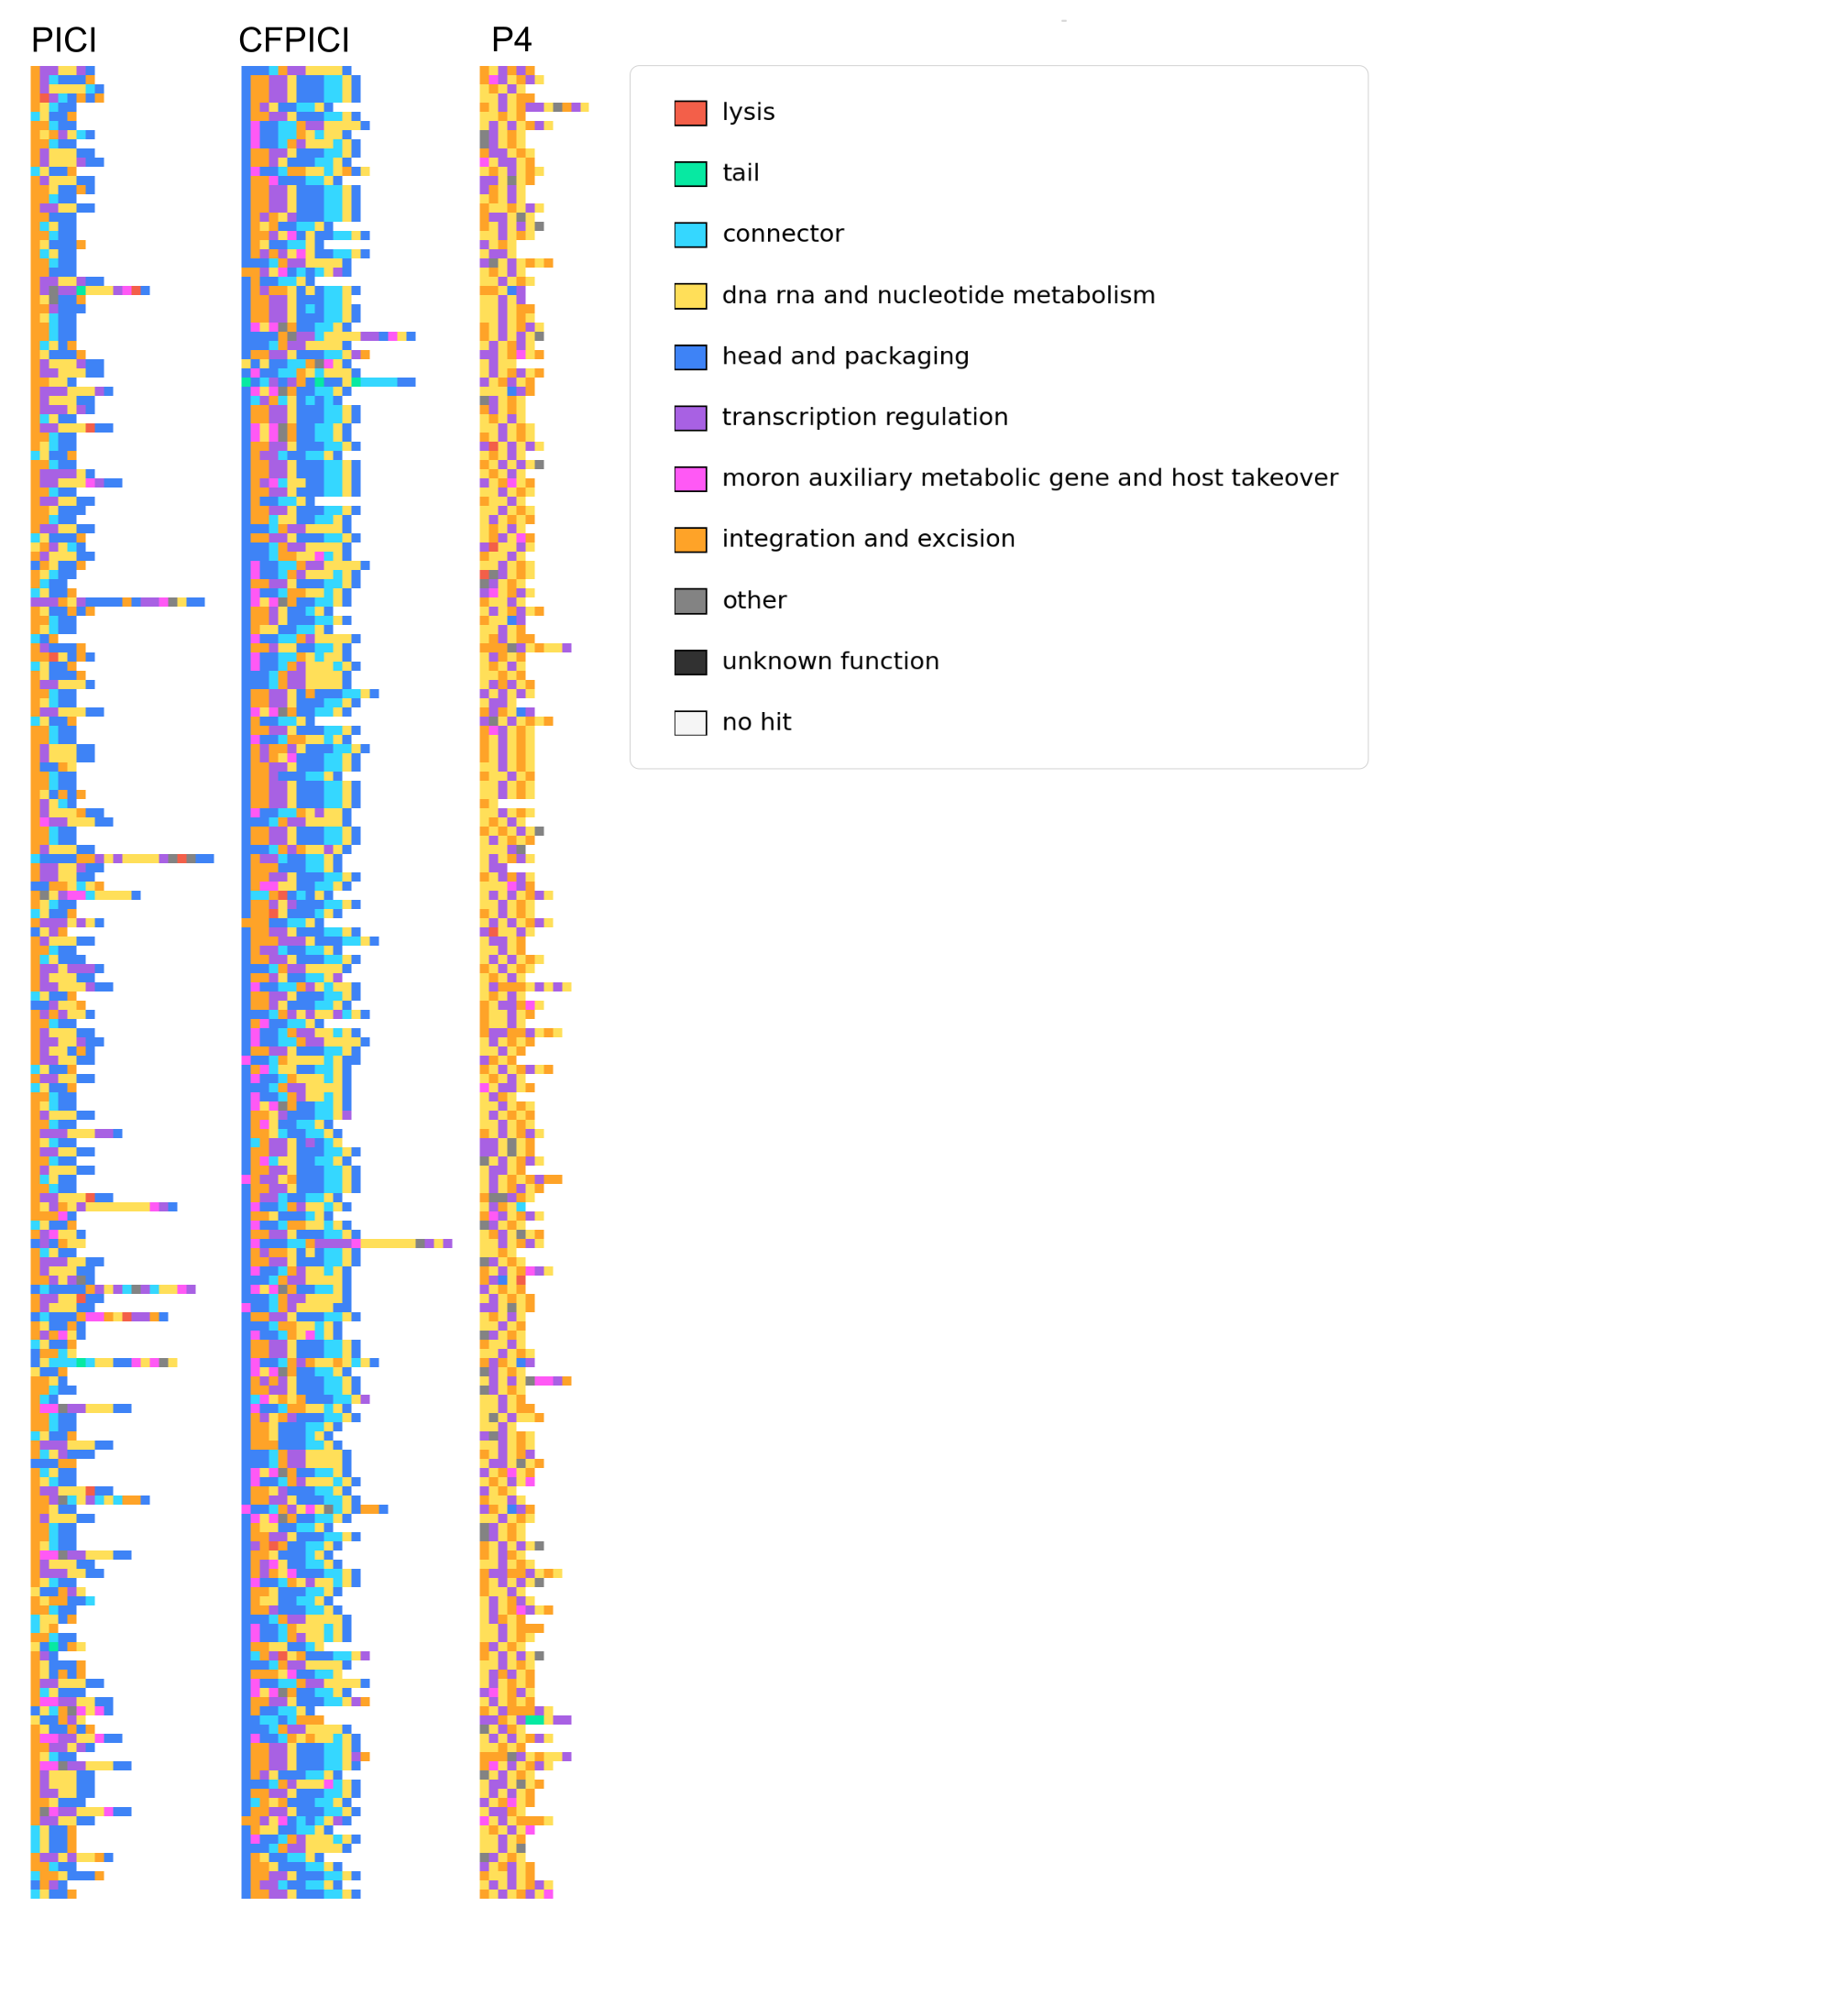 PICI CFPICI P4
lysis
tail
connector
dna rna and nucleotide metabolism
head and packaging
transcription regulation
moron auxiliary metabolic gene and host takeover
integration and excision
other
unknown function
no hit